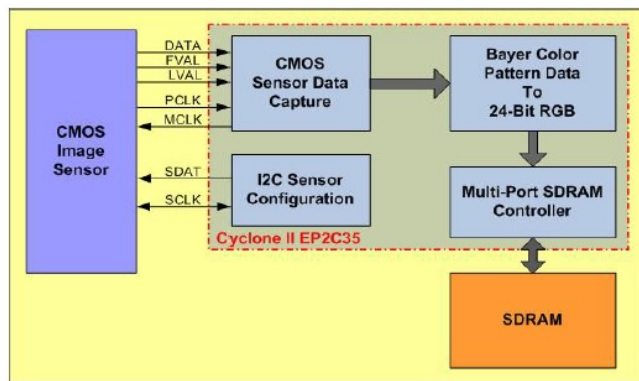 CMOS
Image
Sensor
DATA
FVAL
LVAL
PCLK
MCLK
SDAT
SCLK
CMOS
Sensor Data
Capture
I2C Sensor
Configuration
Bayer Color
Pattern Data
To
24-Bit RGB
Multi-Port SDRAM
Controller
Cyclone II EP2C35
SDRAM